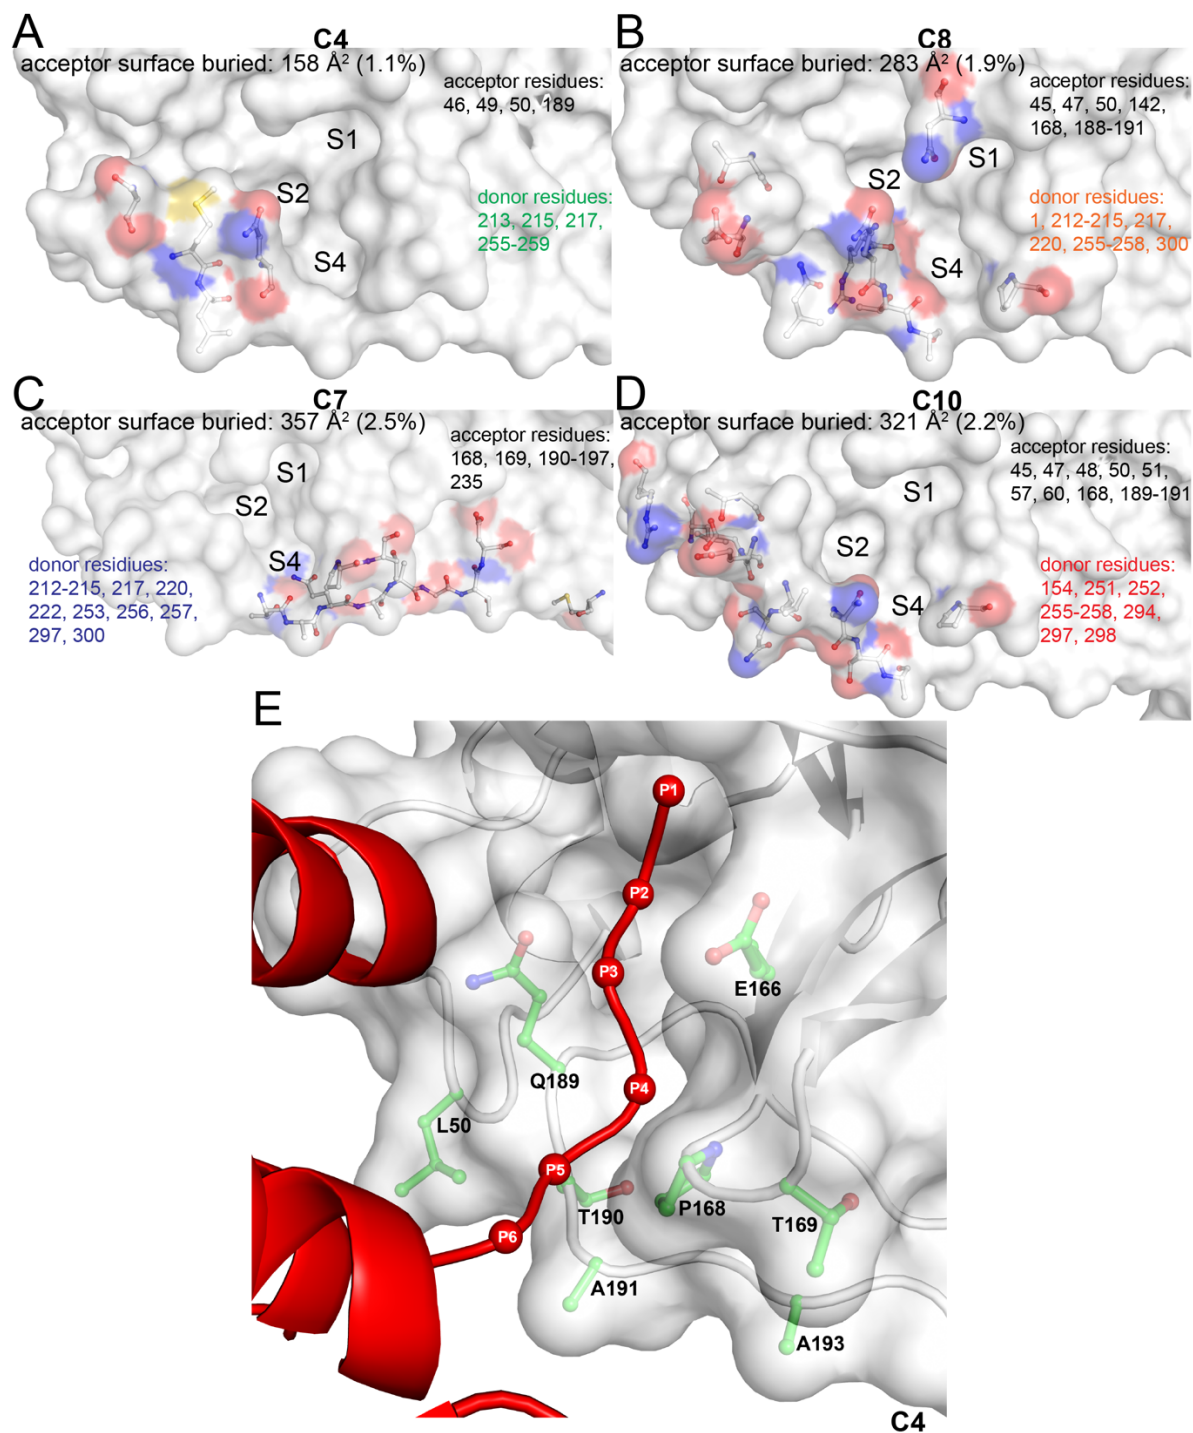 A
C4
acceptor surface buried: 158 Å² (1.1%)
acceptor residues:
46, 49, 50, 189
S1
S2
S4
donor residues:
213, 215, 217,
255-259
B
C8
acceptor surface buried: 283 Å² (1.9%)
acceptor residues:
45, 47, 50, 142,
168, 188-191
S1
S2
S4
donor residues:
1, 212-215, 217,
220, 255-258, 300
C
C7
acceptor surface buried: 357 Å² (2.5%)
acceptor residues:
168, 169, 190-197,
235
S1
S2
S4
donor residiues:
212-215, 217, 220,
222, 253, 256, 257,
297, 300
D
C10
acceptor surface buried: 321 Å² (2.2%)
acceptor residues:
45, 47, 48, 50, 51,
57, 60, 168, 189-191
S1
S2
S4
donor residues:
154, 251, 252,
255-258, 294,
297, 298
E
P1
P2
P3
E166
Q189
P4
L50
P5
T190
P168
T169
P6
A191
A193
C4